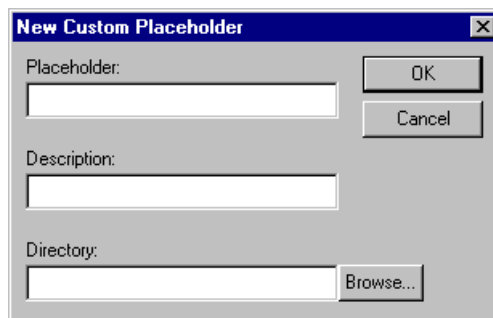 New Custom Placeholder
Placeholder:
OK
Cancel
Description:
Directory:
Browse...